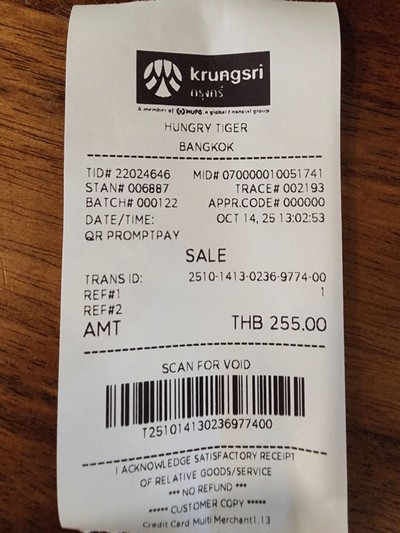 krungsri
กรุงศรี
A member of MUFG, a global financial group
HUNGRY TIGER
BANGKOK
TID# 22024646 MID# 070000010051741
STAN# 006887 TRACE# 002193
BATCH# 000122 APPR.CODE# 000000
DATE/TIME: OCT 14, 25 13:02:53
QR PROMPTPAY
SALE
TRANS ID: 2510-1413-0236-9774-00
REF#1 1
REF#2
AMT THB 255.00
SCAN FOR VOID
T251014130236977400
I ACKNOWLEDGE SATISFACTORY RECEIPT
OF RELATIVE GOODS/SERVICE
*** NO REFUND ***
***** CUSTOMER COPY *****
Credit Card Multi Merchant1.13